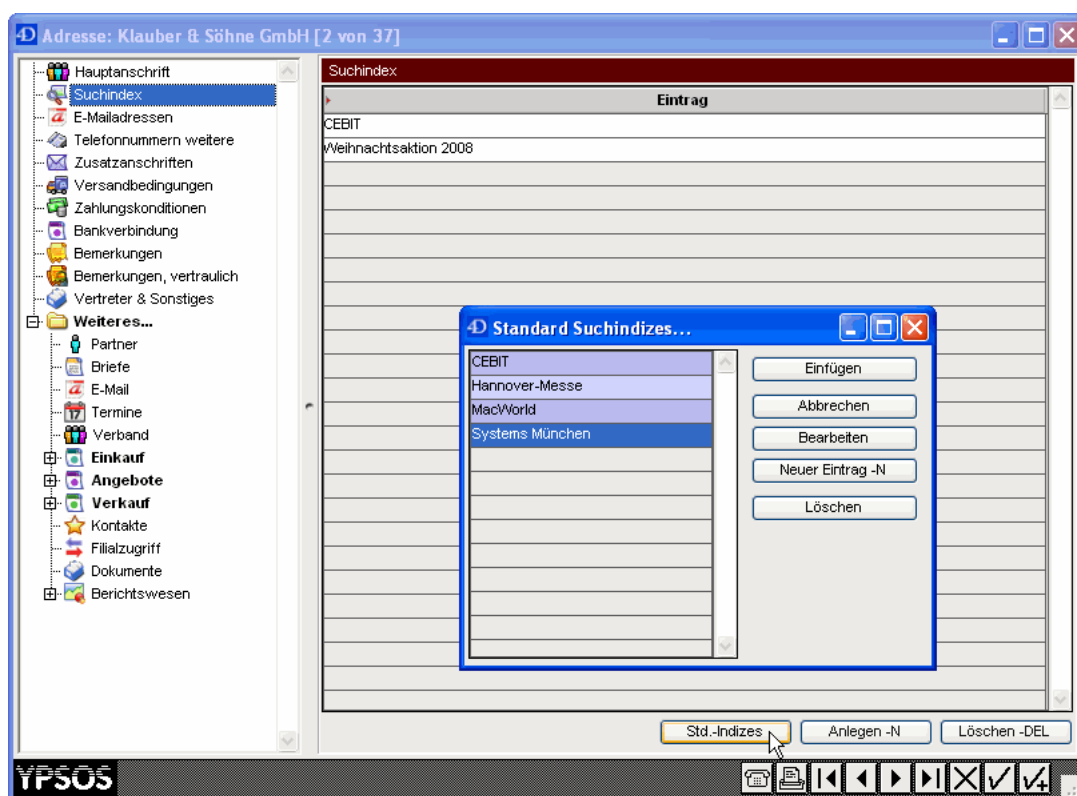 Adresse: Klauber & Söhne GmbH [2 von 37]
Hauptanschrift
Suchindex
E-Mailadressen
Telefonnummern weitere
Zusatzanschriften
Versandbedingungen
Zahlungskonditionen
Bankverbindung
Bemerkungen
Bemerkungen, vertraulich
Vertreter & Sonstiges
Weiteres...
Partner
Briefe
E-Mail
Termine
17
Verband
Einkauf
Angebote
Verkauf
Kontakte
Filialzugriff
Dokumente
Berichtswesen
Suchindex
Eintrag
CEBIT
Weihnachtsaktion 2008
Standard Suchindizes...
CEBIT
Hannover-Messe
MacWorld
Systems München
Einfügen
Abbrechen
Bearbeiten
Neuer Eintrag -N
Löschen
Std.-Indizes
Anlegen -N
Löschen -DEL
YPSOS